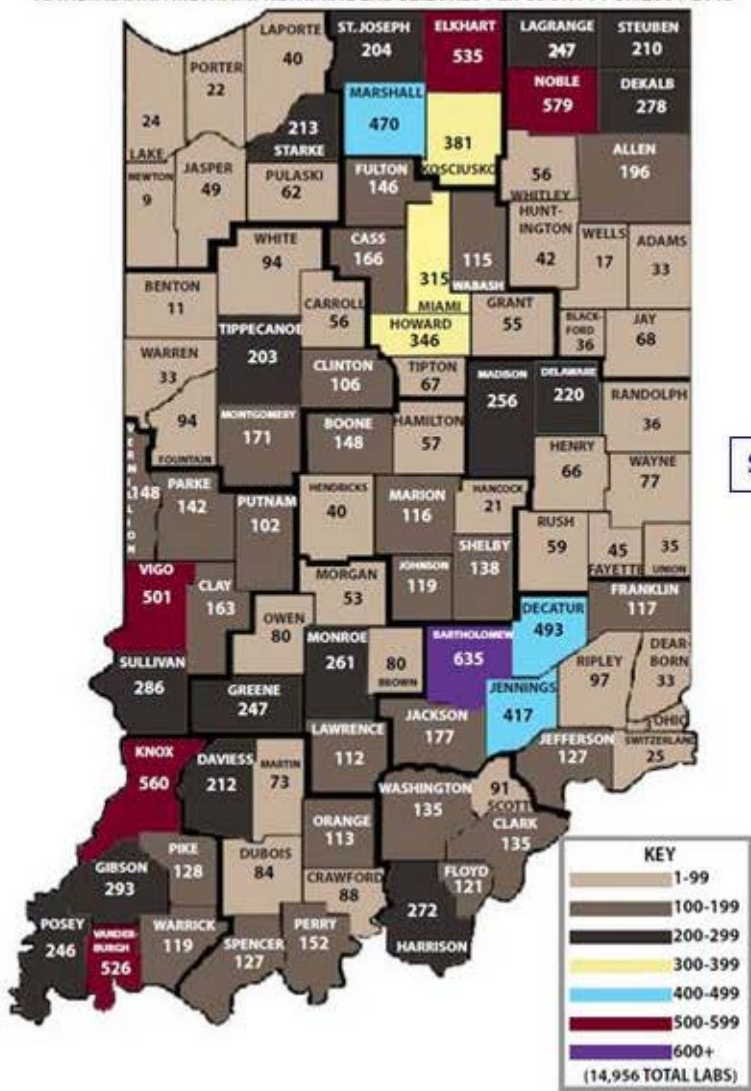 LAPORTE
40
ST. JOSEPH
204
ELKHART
535
LAGRANGE
247
STEUBEN
210
PORTER
22
NOBLE
579
DEKALB
278
MARSHALL
470
24
LAKE
213
STARKE
381
KOSCIUSKO
ALLEN
196
NEWTON
9
JASPER
49
PULASKI
62
FULTON
146
56
WHITLEY
HUNT-
INGTON
42
WHITE
94
CASS
166
315
MIAMI
115
WABASH
WELLS
17
ADAMS
33
BENTON
11
CARROLL
56
GRANT
55
BLACK-
FORD
36
JAY
68
TIPPECANOE
203
HOWARD
346
WARREN
33
CLINTON
106
TIPTON
67
MADISON
256
DELAWARE
220
RANDOLPH
36
94
FOUNTAIN
MONTGOMERY
171
BOONE
148
HAMILTON
57
HENRY
66
WAYNE
77
S
VERMILLION
148
PARKE
142
PUTNAM
102
HENDRICKS
40
MARION
116
HANCOCK
21
RUSH
59
45
FAYETTE
35
UNION
SHELBY
138
VIGO
501
CLAY
163
MORGAN
53
JOHNSON
119
FRANKLIN
117
OWEN
80
DECATUR
493
MONROE
261
80
BROWN
BARTHOLOMEW
635
RIPLEY
97
DEAR-
BORN
33
SULLIVAN
286
GREENE
247
JENNINGS
417
JACKSON
177
3 OHIO
LAWRENCE
112
JEFFERSON
127
SWITZERLAND
25
KNOX
560
DAVIESS
212
MARTIN
73
WASHINGTON
135
91
SCOTT
ORANGE
113
CLARK
135
PIKE
128
DUBOIS
84
GIBSON
293
CRAWFORD
88
FLOYD
121
POSEY
246
VANDER-
BURGH
526
WARRICK
119
SPENCER
127
PERRY
152
272
HARRISON
KEY
1-99
100-199
200-299
300-399
400-499
500-599
600+
(14,956 TOTAL LABS)